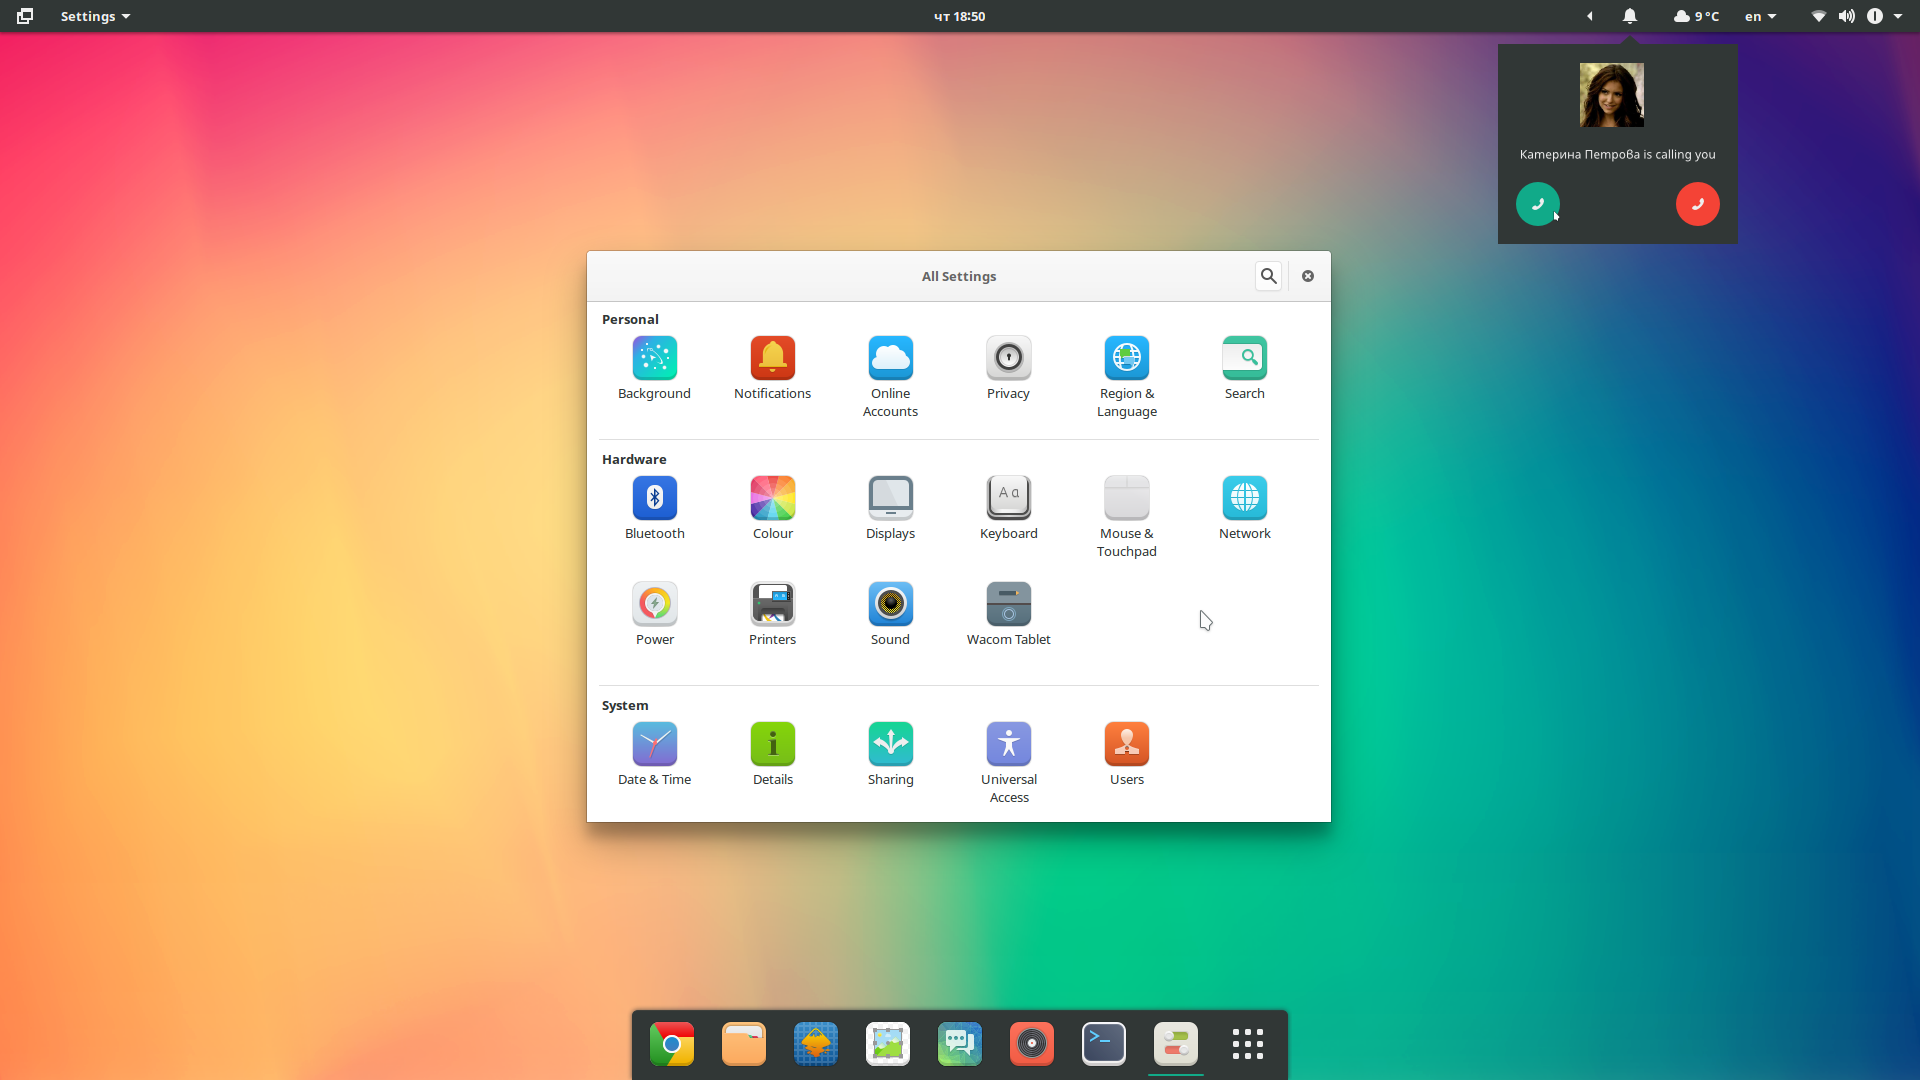 Settings
чт 18:50
9 °C
en
Катерина Петрова is calling you
All Settings
Personal
Background
Notifications
Online
Accounts
Privacy
Region &
Language
Search
Hardware
Bluetooth
Colour
Displays
Aa
Keyboard
Mouse &
Touchpad
Network
Power
Printers
Sound
Wacom Tablet
System
Date & Time
Details
Sharing
Universal
Access
Users